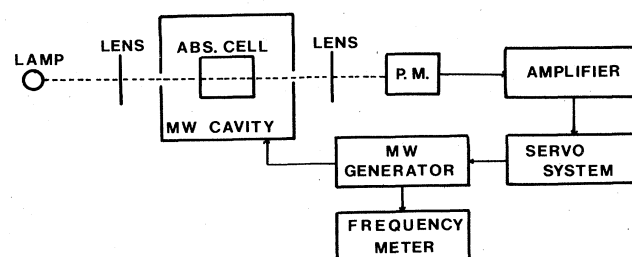 LAMP
LENS
ABS. CELL
MW CAVITY
LENS
P.M.
AMPLIFIER
SERVO
SYSTEM
MW
GENERATOR
FREQUENCY
METER